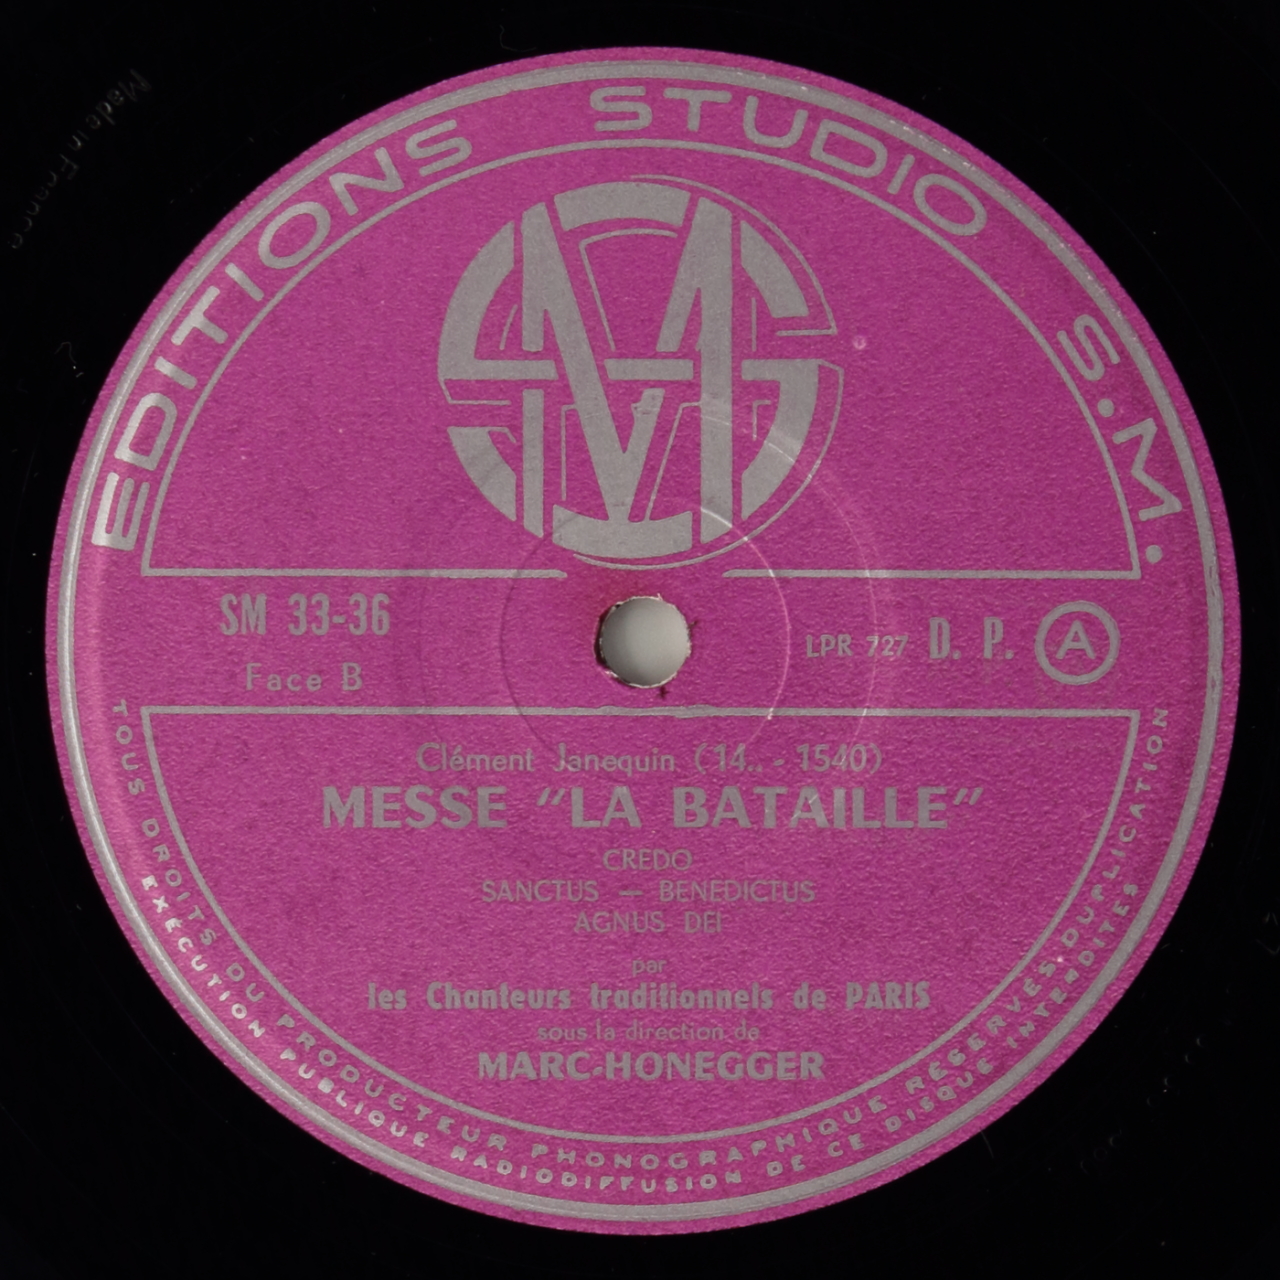 EDITIONS STUDIO S.M.
SMG
SM 33-36
Face B
LPR 727 D. P. A
Clément Janequin (14.. - 1540)
MESSE "LA BATAILLE"
CREDO
SANCTUS — BENEDICTUS
AGNUS DEI
par
les Chanteurs traditionnels de PARIS
sous la direction de
MARC-HONEGGER
TOUS DROITS DU PRODUCTEUR PHONOGRAPHIQUE RÉSERVÉS. DUPLICATION
EXÉCUTION PUBLIQUE RADIODIFFUSION DE CE DISQUE INTERDITES
Made in France